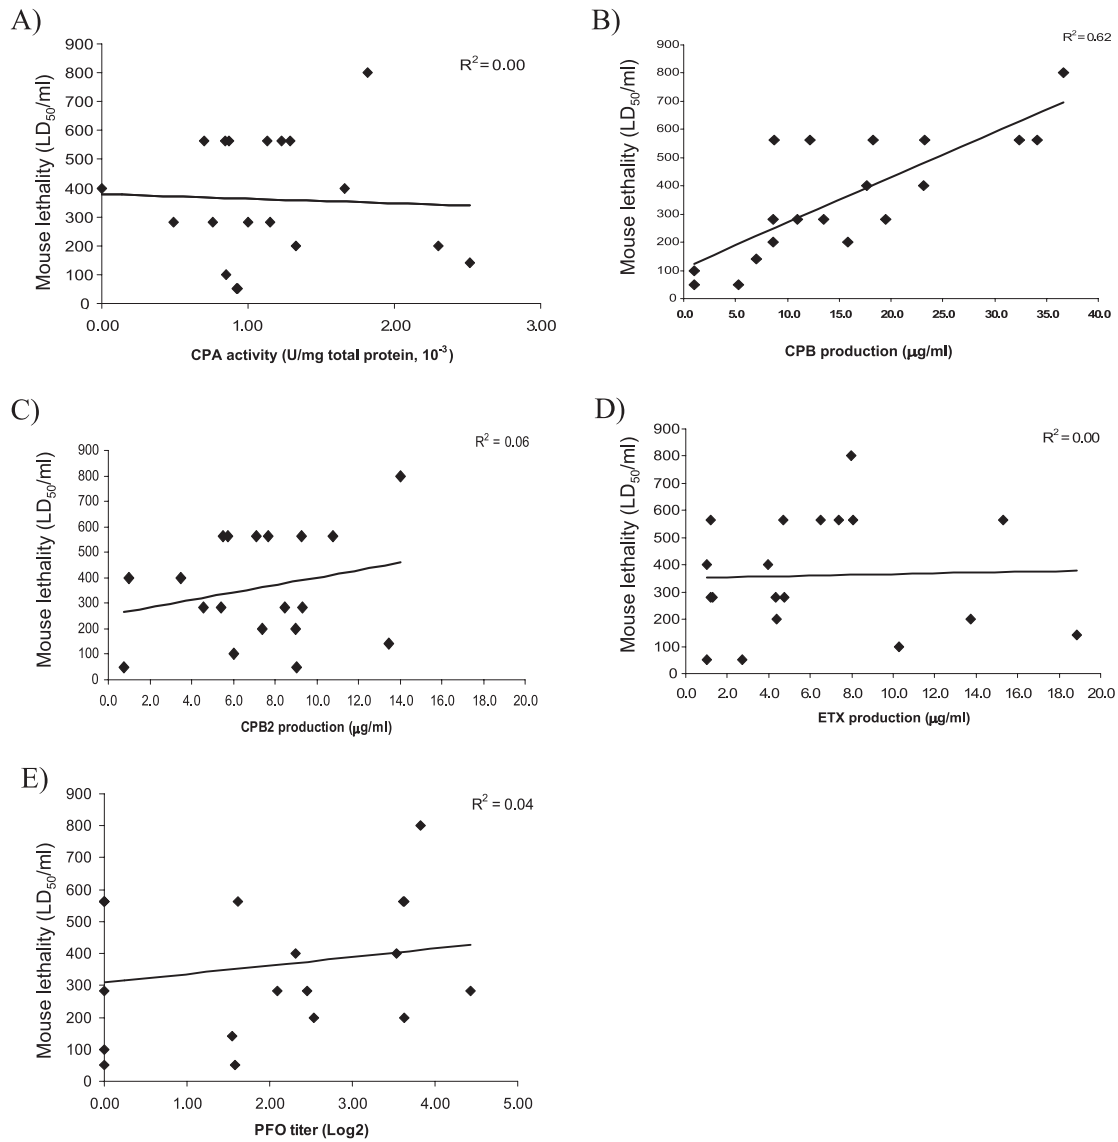 A)
R² = 0.00
Mouse lethality (LD₅₀/ml)
900
800
700
600
500
400
300
200
100
0
0.00 1.00 2.00 3.00
CPA activity (U/mg total protein, 10⁻³)
B)
R² = 0.62
Mouse lethality (LD₅₀/ml)
900
800
700
600
500
400
300
200
100
0
0.0 5.0 10.0 15.0 20.0 25.0 30.0 35.0 40.0
CPB production (µg/ml)
C)
R² = 0.06
Mouse lethality (LD₅₀/ml)
900
800
700
600
500
400
300
200
100
0
0.0 2.0 4.0 6.0 8.0 10.0 12.0 14.0 16.0 18.0 20.0
CPB2 production (µg/ml)
D)
R² = 0.00
Mouse lethality (LD₅₀/ml)
900
800
700
600
500
400
300
200
100
0
0.0 2.0 4.0 6.0 8.0 10.0 12.0 14.0 16.0 18.0 20.0
ETX production (µg/ml)
E)
R² = 0.04
Mouse lethality (LD₅₀/ml)
900
800
700
600
500
400
300
200
100
0
0.00 1.00 2.00 3.00 4.00 5.00
PFO titer (Log2)